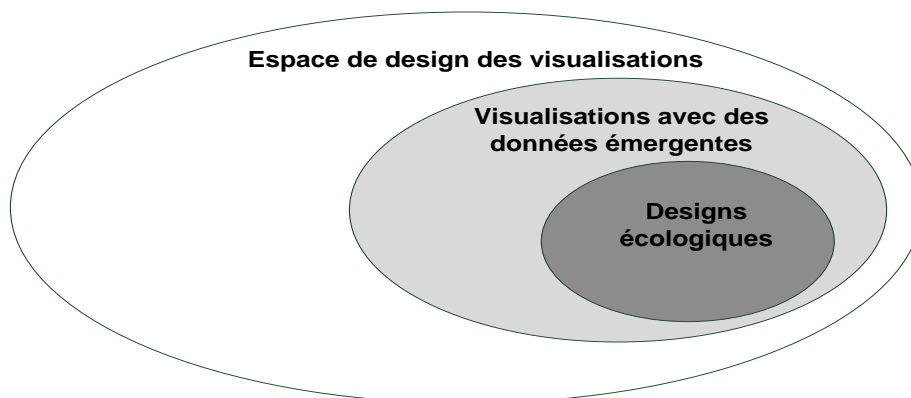 Espace de design des visualisations
Visualisations avec des
données émergentes
Designs
écologiques